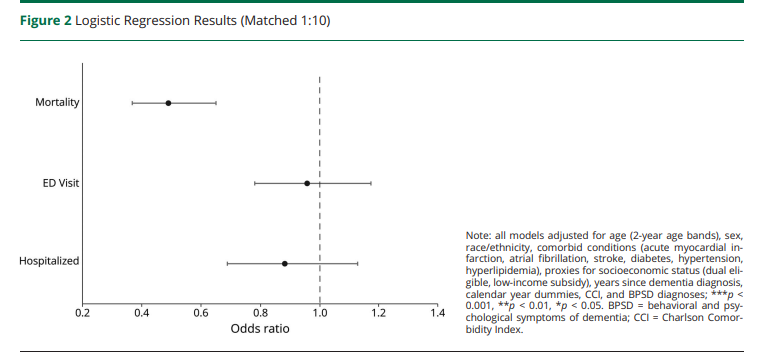 Figure 2 Logistic Regression Results (Matched 1:10)
Mortality
ED Visit
Hospitalized
0.2 0.4 0.6 0.8 1.0 1.2 1.4
Odds ratio
Note: all models adjusted for age (2-year age bands), sex,
race/ethnicity, comorbid conditions (acute myocardial in-
farction, atrial fibrillation, stroke, diabetes, hypertension,
hyperlipidemia), proxies for socioeconomic status (dual eli-
gible, low-income subsidy), years since dementia diagnosis,
calendar year dummies, CCI, and BPSD diagnoses; ***p <
0.001, **p < 0.01, *p < 0.05. BPSD = behavioral and psy-
chological symptoms of dementia; CCI = Charlson Comor-
bidity Index.